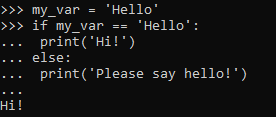 >>> my_var = 'Hello'
>>> if my_var == 'Hello':
...  print('Hi!')
... else:
...  print('Please say hello!')
...
Hi!